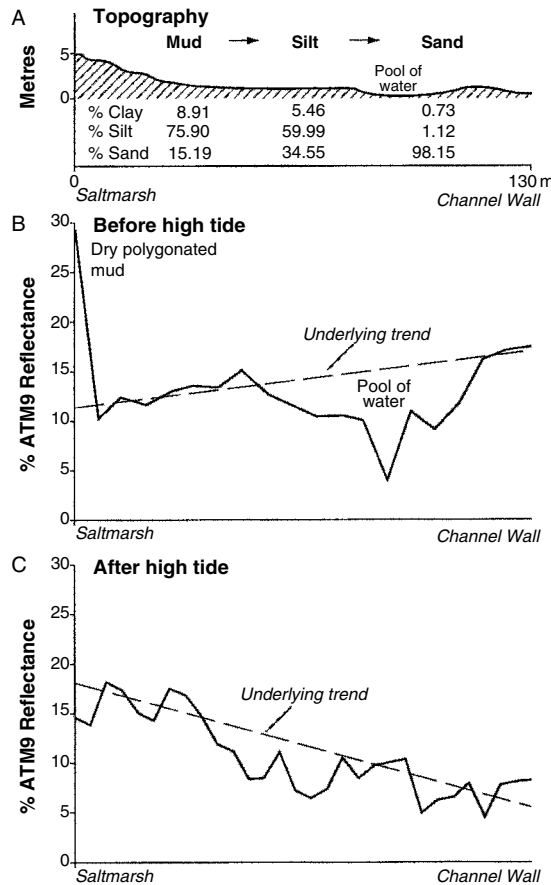 A Topography
Mud Silt Sand
Metres
5
0
Pool of
water
% Clay 8.91 5.46 0.73
% Silt 75.90 59.99 1.12
% Sand 15.19 34.55 98.15
0 130 m
Saltmarsh Channel Wall
B Before high tide
Dry polygonated
mud
% ATM9 Reflectance
30
25
20
15
10
5
0
Underlying trend
Pool of
water
Saltmarsh Channel Wall
C After high tide
% ATM9 Reflectance
30
25
20
15
10
5
0
Underlying trend
Saltmarsh Channel Wall